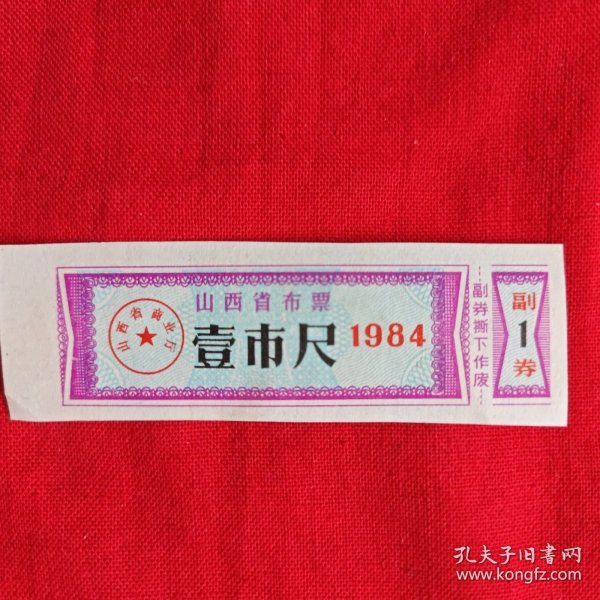 山西省布票
壹市尺
1984
山西省商业厅
副券撕下作废
副
1
券
孔夫子旧书网
www.kongfz.com